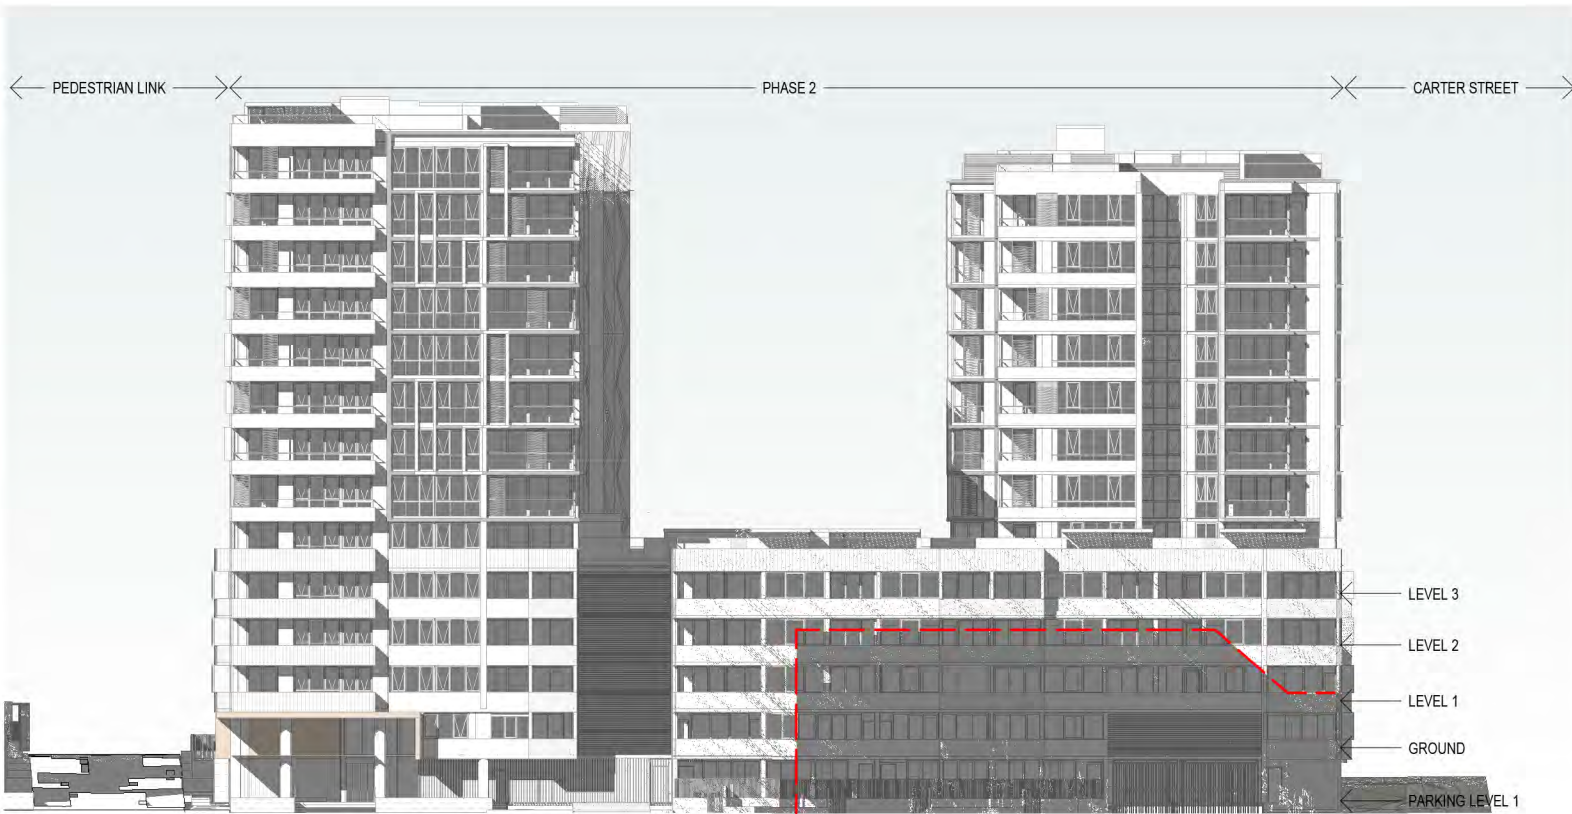 PEDESTRIAN LINK
PHASE 2
CARTER STREET
LEVEL 3
LEVEL 2
LEVEL 1
GROUND
PARKING LEVEL 1